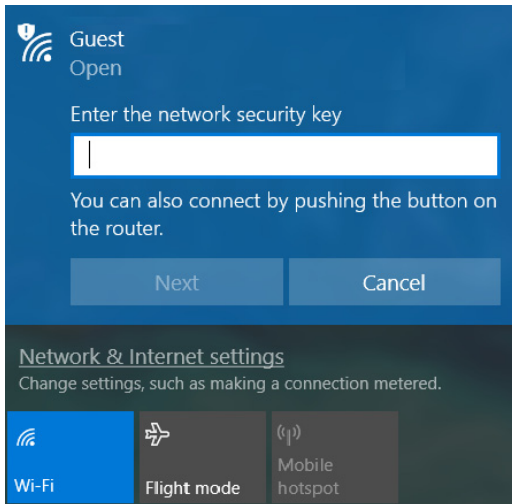 Guest
Open
Enter the network security key
You can also connect by pushing the button on
the router.
Next
Cancel
Network & Internet settings
Change settings, such as making a connection metered.
Wi-Fi
Flight mode
Mobile
hotspot